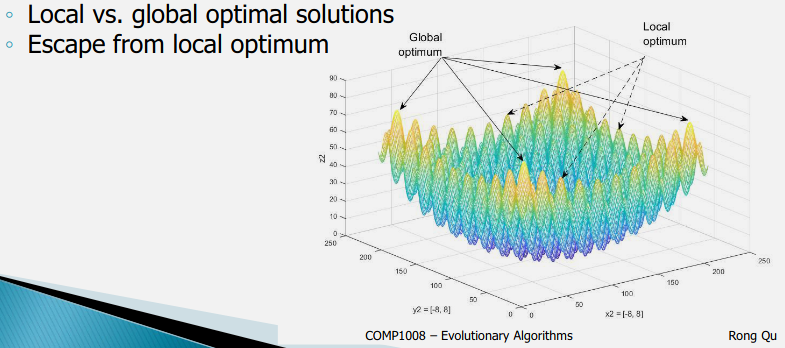 Local vs. global optimal solutions
Escape from local optimum
Global
optimum
Local
optimum
90
80
70
60
50
40
30
20
10
0
z2
250
200
150
100
50
0
y2 = [-8, 8]
0
50
100
150
200
250
x2 = [-8, 8]
COMP1008 – Evolutionary Algorithms
Rong Qu